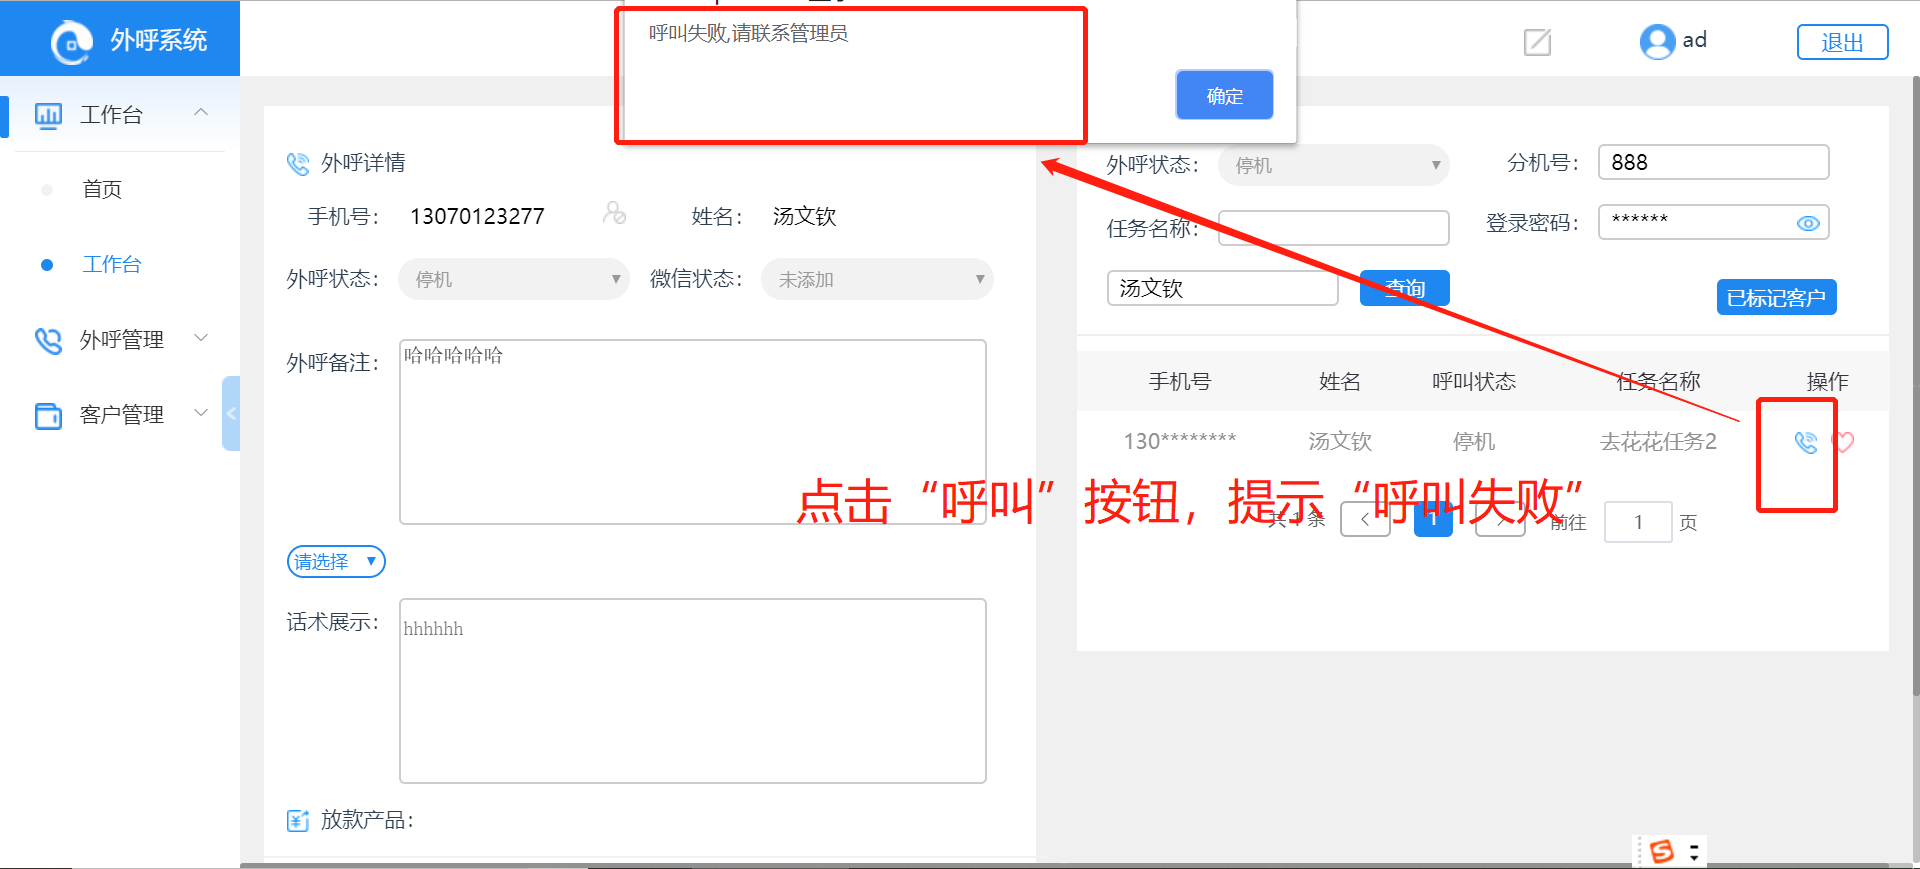 外呼系统
呼叫失败,请联系管理员
确定
ad
退出
工作台
首页
工作台
外呼管理
客户管理
外呼详情
手机号： 13070123277 姓名： 汤文钦
外呼状态： 停机 微信状态： 未添加
外呼备注： 哈哈哈哈哈
请选择
话术展示： hhhhhh
放款产品：
外呼状态： 停机 分机号： 888
任务名称： 登录密码： ******
汤文钦 查询 已标记客户
手机号 姓名 呼叫状态 任务名称 操作
130******** 汤文钦 停机 去花花任务2
点击“呼叫”按钮，提示“呼叫失败”
共 1 条 < 1 > 前往 1 页